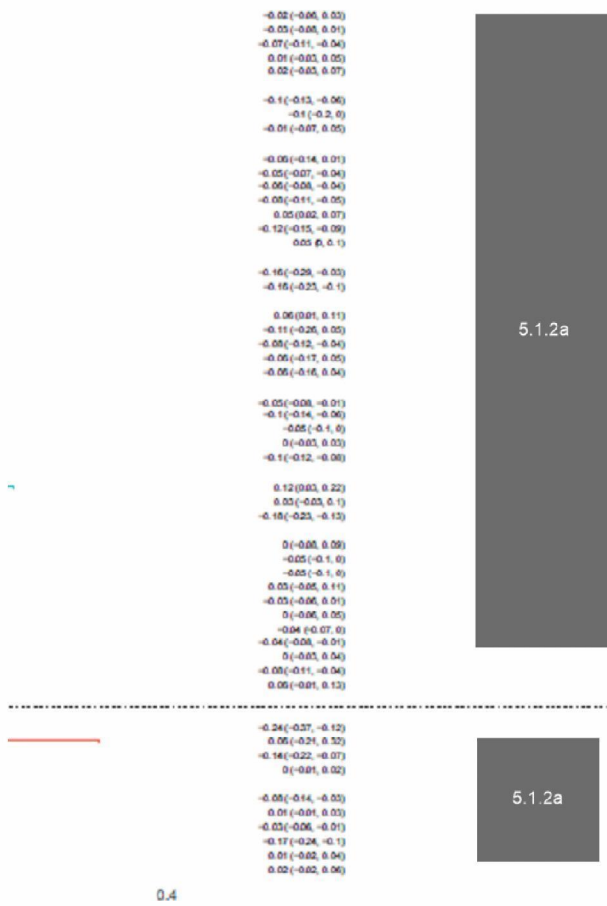 -0.02 (-0.06, 0.03)
-0.03 (-0.08, 0.01)
-0.07 (-0.11, -0.04)
0.01 (-0.03, 0.05)
0.02 (-0.03, 0.07)
-0.1 (-0.13, -0.06)
-0.1 (-0.2, 0)
-0.01 (-0.07, 0.05)
-0.06 (-0.14, 0.01)
-0.05 (-0.07, -0.04)
-0.06 (-0.08, -0.04)
-0.08 (-0.11, -0.05)
0.05 (0.02, 0.07)
-0.12 (-0.15, -0.09)
0.05 (0, 0.1)
-0.16 (-0.29, -0.03)
-0.16 (-0.23, -0.1)
0.06 (0.01, 0.11)
-0.11 (-0.26, 0.05)
-0.08 (-0.12, -0.04)
-0.06 (-0.17, 0.05)
-0.06 (-0.16, 0.04)
5.1.2a
-0.05 (-0.08, -0.01)
-0.1 (-0.14, -0.06)
-0.05 (-0.1, 0)
0 (-0.03, 0.03)
-0.1 (-0.12, -0.08)
0.12 (0.03, 0.22)
0.03 (-0.03, 0.1)
-0.18 (-0.23, -0.13)
0 (-0.08, 0.09)
-0.05 (-0.1, 0)
-0.05 (-0.1, 0)
0.03 (-0.05, 0.11)
-0.03 (-0.06, 0.01)
0 (-0.06, 0.05)
-0.04 (-0.07, 0)
-0.04 (-0.08, -0.01)
0 (-0.03, 0.04)
-0.08 (-0.11, -0.04)
0.06 (-0.01, 0.13)
-0.24 (-0.37, -0.12)
0.06 (-0.21, 0.32)
-0.14 (-0.22, -0.07)
0 (-0.01, 0.02)
-0.08 (-0.14, -0.03)
0.01 (-0.01, 0.03)
-0.03 (-0.06, -0.01)
-0.17 (-0.24, -0.1)
0.01 (-0.02, 0.04)
0.02 (-0.02, 0.06)
5.1.2a
0.4